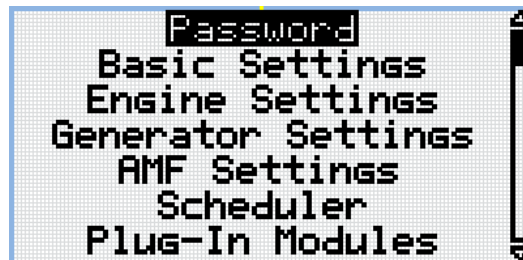 Password
Basic Settings
Engine Settings
Generator Settings
AMF Settings
Scheduler
Plug-In Modules